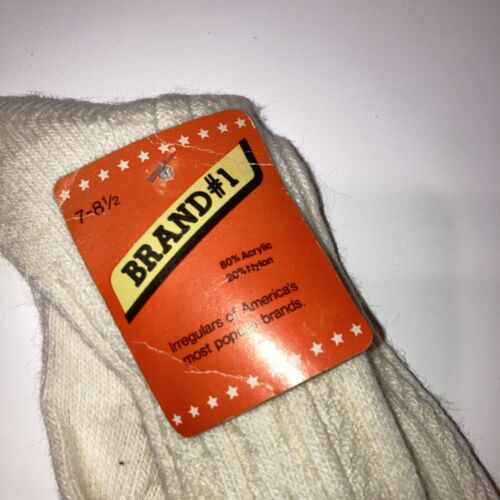 7-8½
BRAND#1
80% Acrylic
20% Nylon
Irregulars of America's
most popular brands.